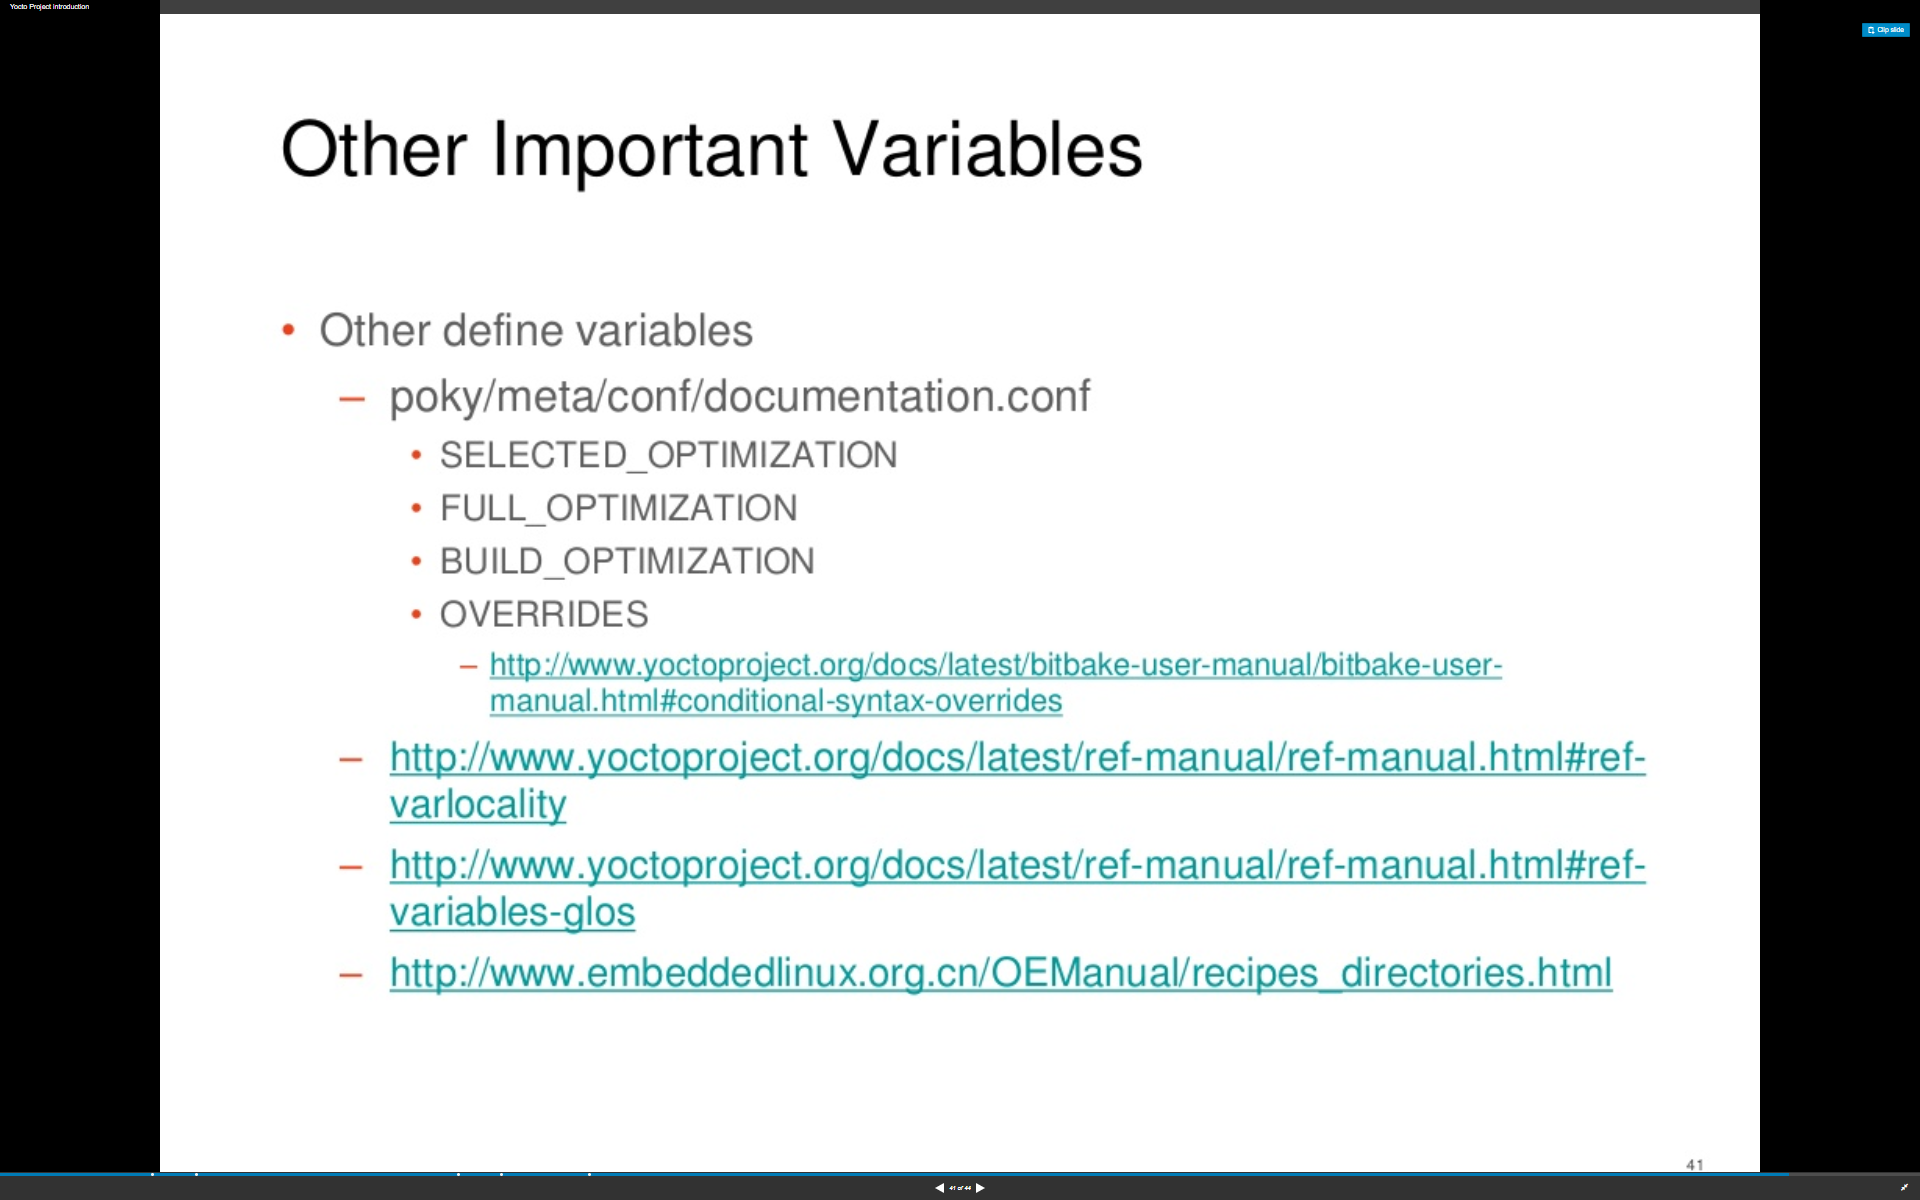 Yocto Project Introduction
Clip slide
Other Important Variables
• Other define variables
– poky/meta/conf/documentation.conf
• SELECTED_OPTIMIZATION
• FULL_OPTIMIZATION
• BUILD_OPTIMIZATION
• OVERRIDES
– http://www.yoctoproject.org/docs/latest/bitbake-user-manual/bitbake-user-
manual.html#conditional-syntax-overrides
– http://www.yoctoproject.org/docs/latest/ref-manual/ref-manual.html#ref-
varlocality
– http://www.yoctoproject.org/docs/latest/ref-manual/ref-manual.html#ref-
variables-glos
– http://www.embeddedlinux.org.cn/OEManual/recipes_directories.html
41
41 of 44